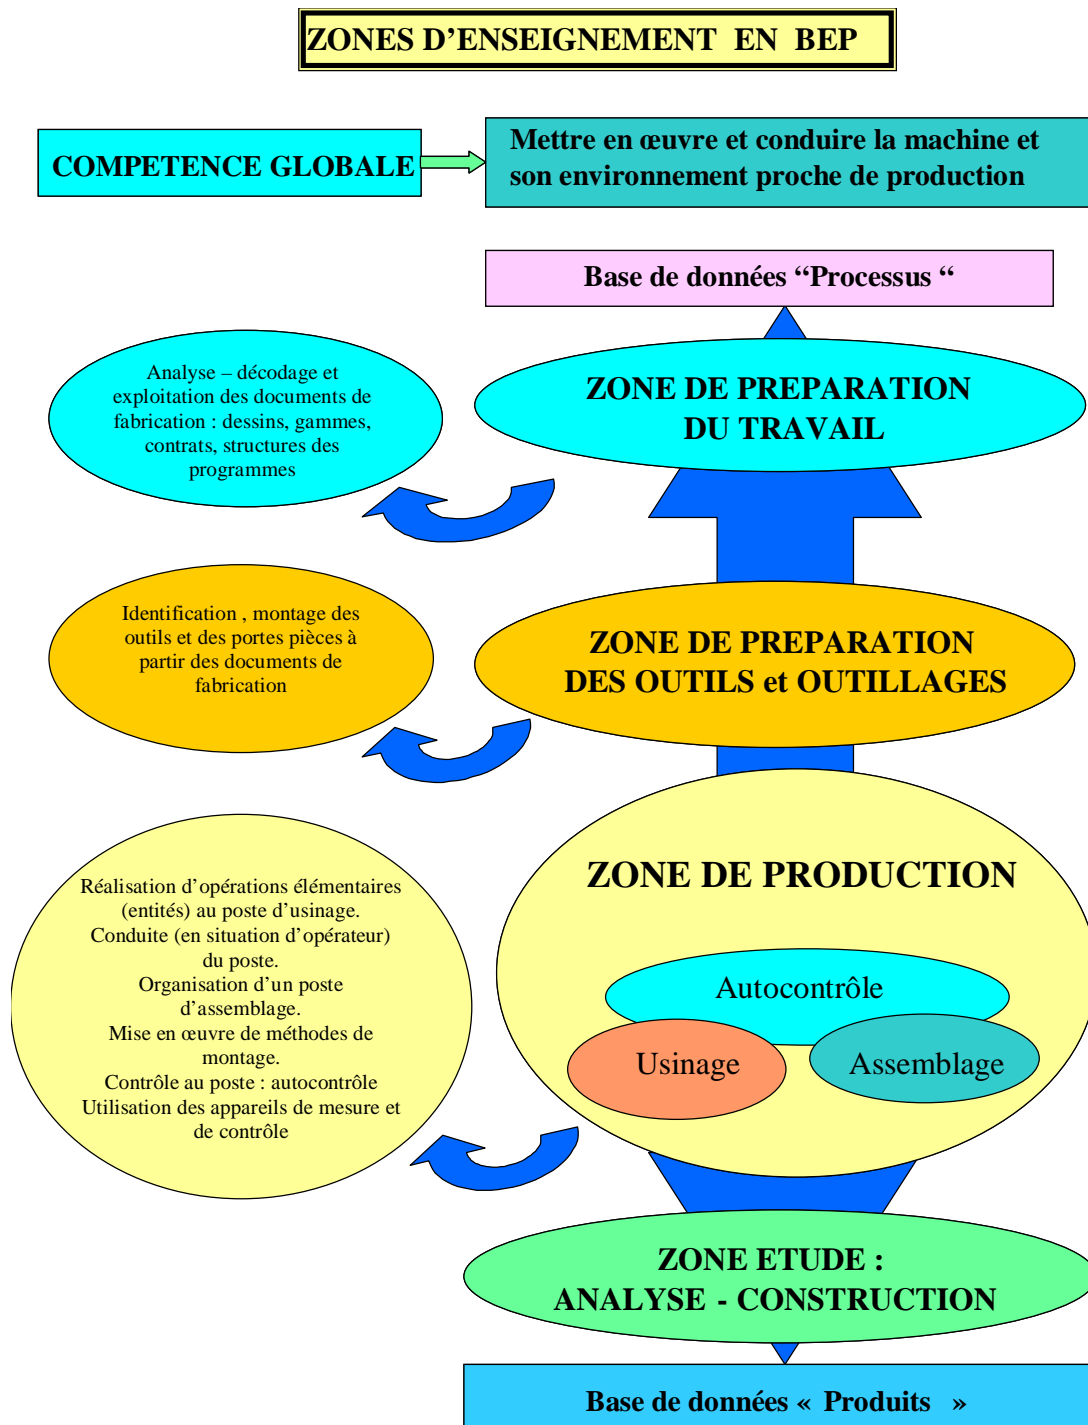 ZONES D’ENSEIGNEMENT EN BEP
COMPETENCE GLOBALE
Mettre en œuvre et conduire la machine et
son environnement proche de production
Base de données “Processus “
Analyse – décodage et
exploitation des documents de
fabrication : dessins, gammes,
contrats, structures des
programmes
ZONE DE PREPARATION
DU TRAVAIL
Identification , montage des
outils et des portes pièces à
partir des documents de
fabrication
ZONE DE PREPARATION
DES OUTILS et OUTILLAGES
Réalisation d’opérations élémentaires
(entités) au poste d’usinage.
Conduite (en situation d’opérateur)
du poste.
Organisation d’un poste
d’assemblage.
Mise en œuvre de méthodes de
montage.
Contrôle au poste : autocontrôle
Utilisation des appareils de mesure et
de contrôle
ZONE DE PRODUCTION
Autocontrôle
Usinage
Assemblage
ZONE ETUDE :
ANALYSE - CONSTRUCTION
Base de données « Produits »